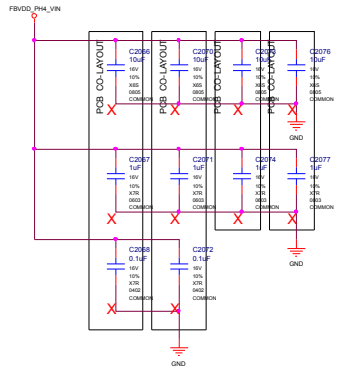 FBVDD_PH4_VIN
PCB CO-LAYOUT
C2066
10uF
16V
10%
X6S
0805
COMMON
X
PCB CO-LAYOUT
C2070
10uF
16V
10%
X6S
0805
COMMON
X
PCB CO-LAYOUT
10uF
16V
10%
X6S
0805
COMMON
X
PCB CO-LAYOUT
C2076
10uF
16V
10%
X6S
0805
COMMON
X
GND
C2067
1uF
16V
10%
X7R
0603
COMMON
X
C2071
1uF
16V
10%
X7R
0603
COMMON
X
C2074
1uF
16V
10%
X7R
0603
COMMON
X
C2077
1uF
16V
10%
X7R
0603
COMMON
X
GND
C2068
0.1uF
16V
10%
X7R
0402
COMMON
X
C2072
0.1uF
16V
10%
X7R
0402
COMMON
X
GND